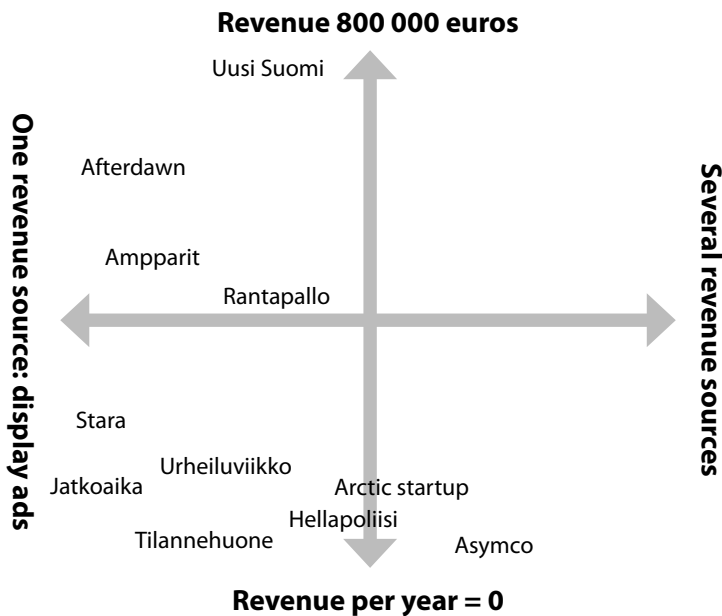 Revenue 800 000 euros
Uusi Suomi
One revenue source: display ads
Afterdawn
Several revenue sources
Ampparit
Rantapallo
Stara
Urheiluviikko
Jatkoaika
Arctic startup
Hellapoliisi
Tilannehuone
Asymco
Revenue per year = 0